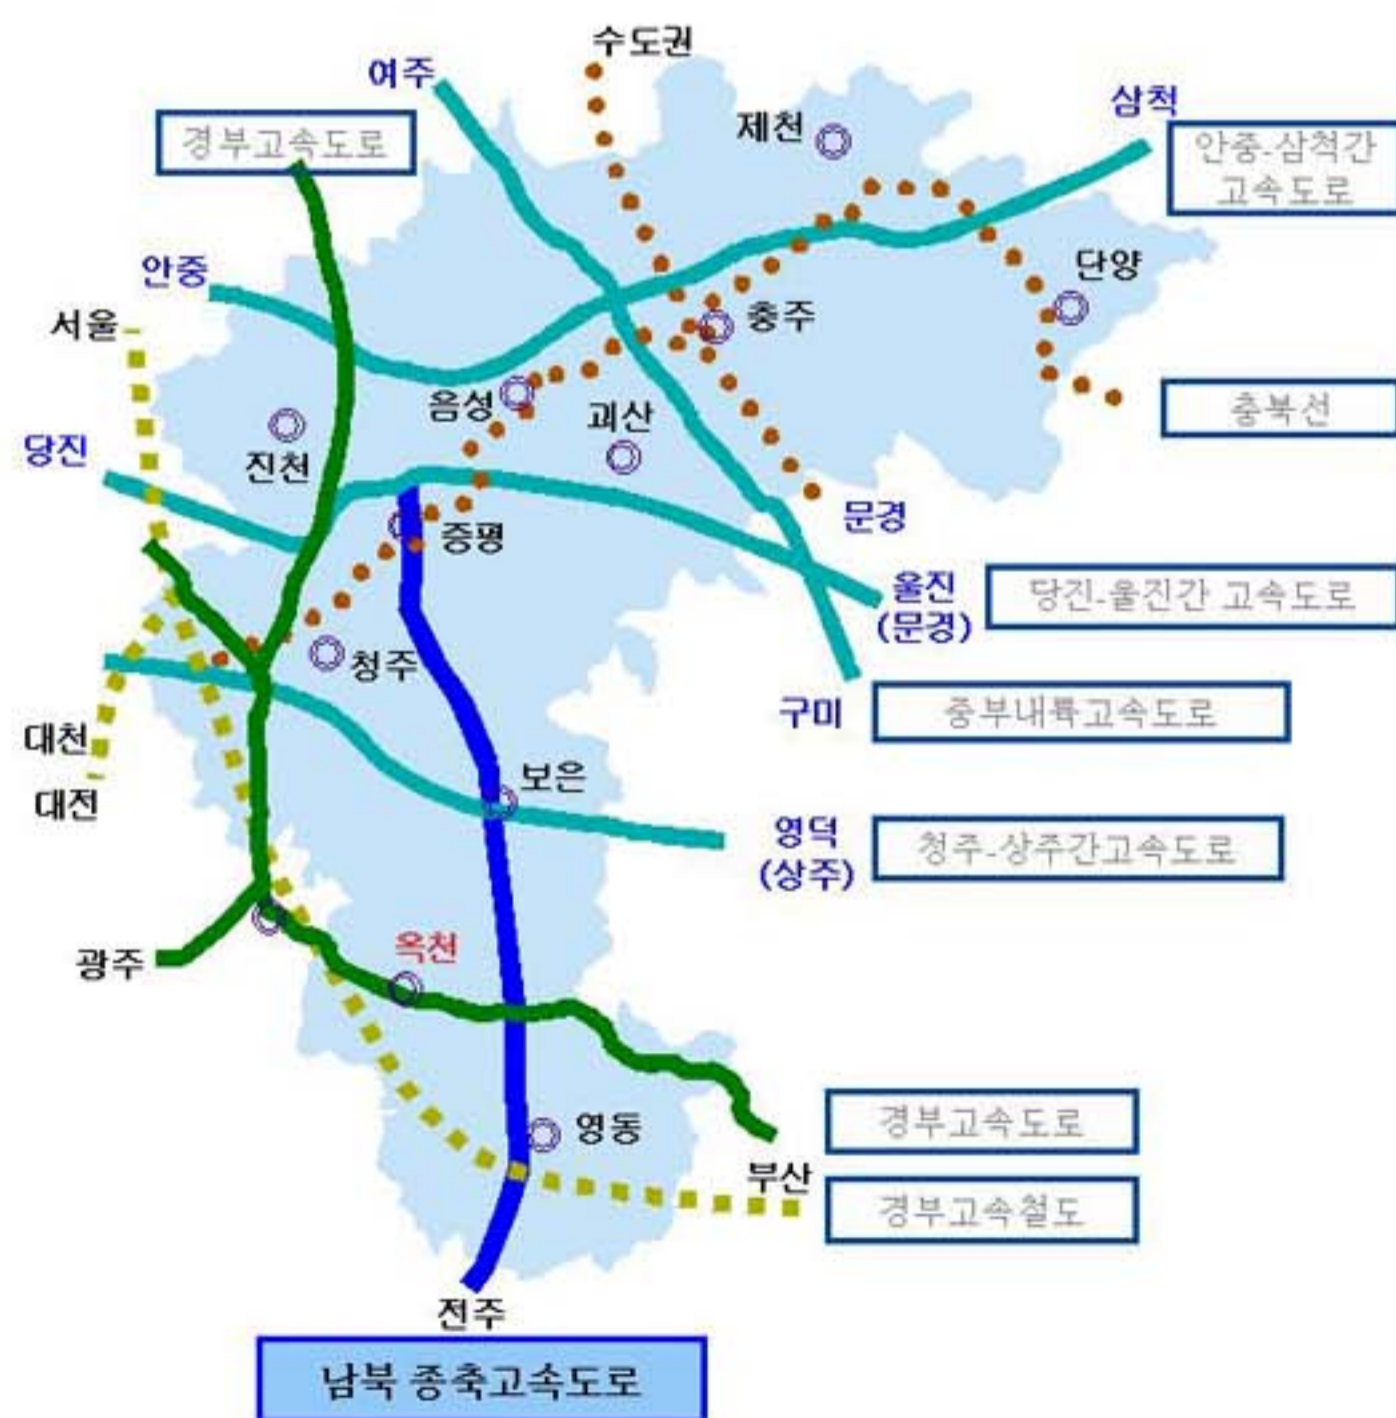 수도권
여주
삼척
제천
경부고속도로
안중-삼척간
고속도로
안중
단양
서울
충주
음성
괴산
충북선
당진
진천
문경
증평
울진
(문경)
당진-울진간 고속도로
청주
구미
중부내륙고속도로
대천
보은
대전
영덕
(상주)
청주-상주간고속도로
옥천
광주
경부고속도로
영동
부산
경부고속철도
전주
남북 종축고속도로